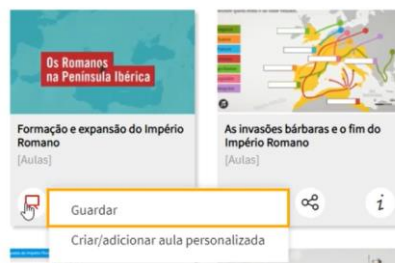 Os Romanos
na Península Ibérica
Formação e expansão do Império
Romano
[Aulas]
As invasões bárbaras e o fim do
Império Romano
[Aulas]
Guardar
Criar/adicionar aula personalizada